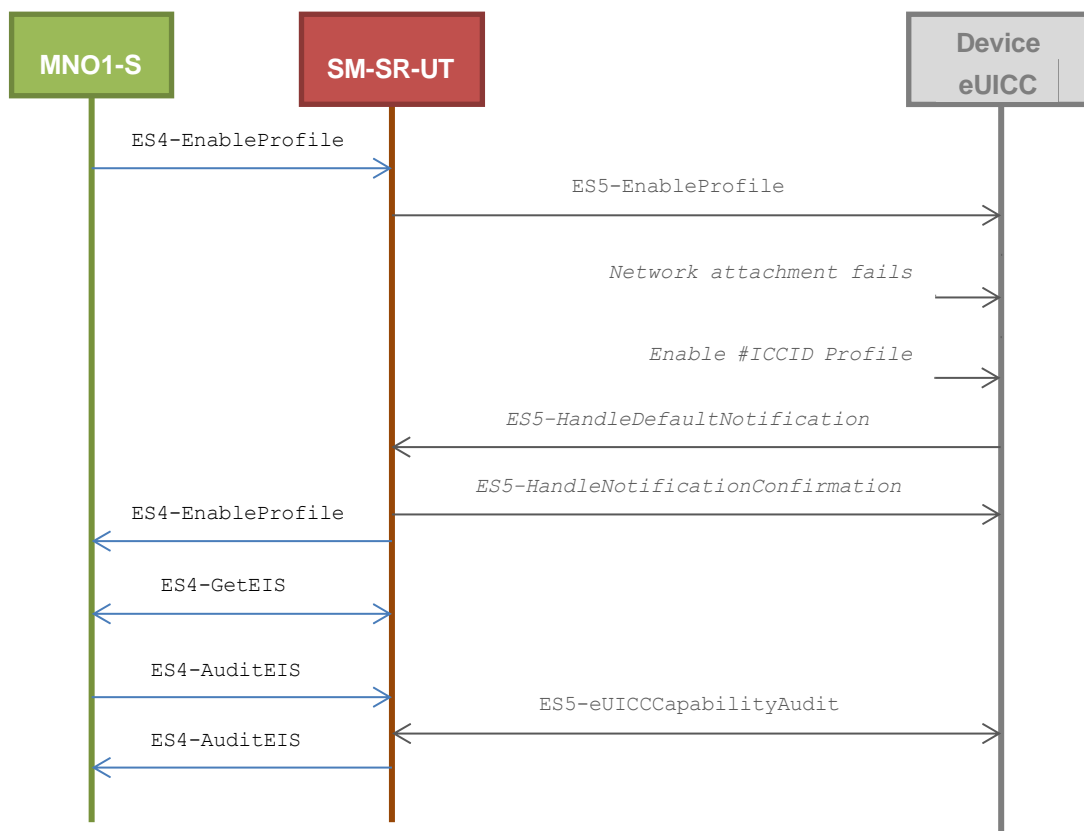 MNO1-S
SM-SR-UT
Device
eUICC
ES4-EnableProfile
ES5-EnableProfile
Network attachment fails
Enable #ICCID Profile
ES5-HandleDefaultNotification
ES5-HandleNotificationConfirmation
ES4-EnableProfile
ES4-GetEIS
ES4-AuditEIS
ES5-eUICCCapabilityAudit
ES4-AuditEIS